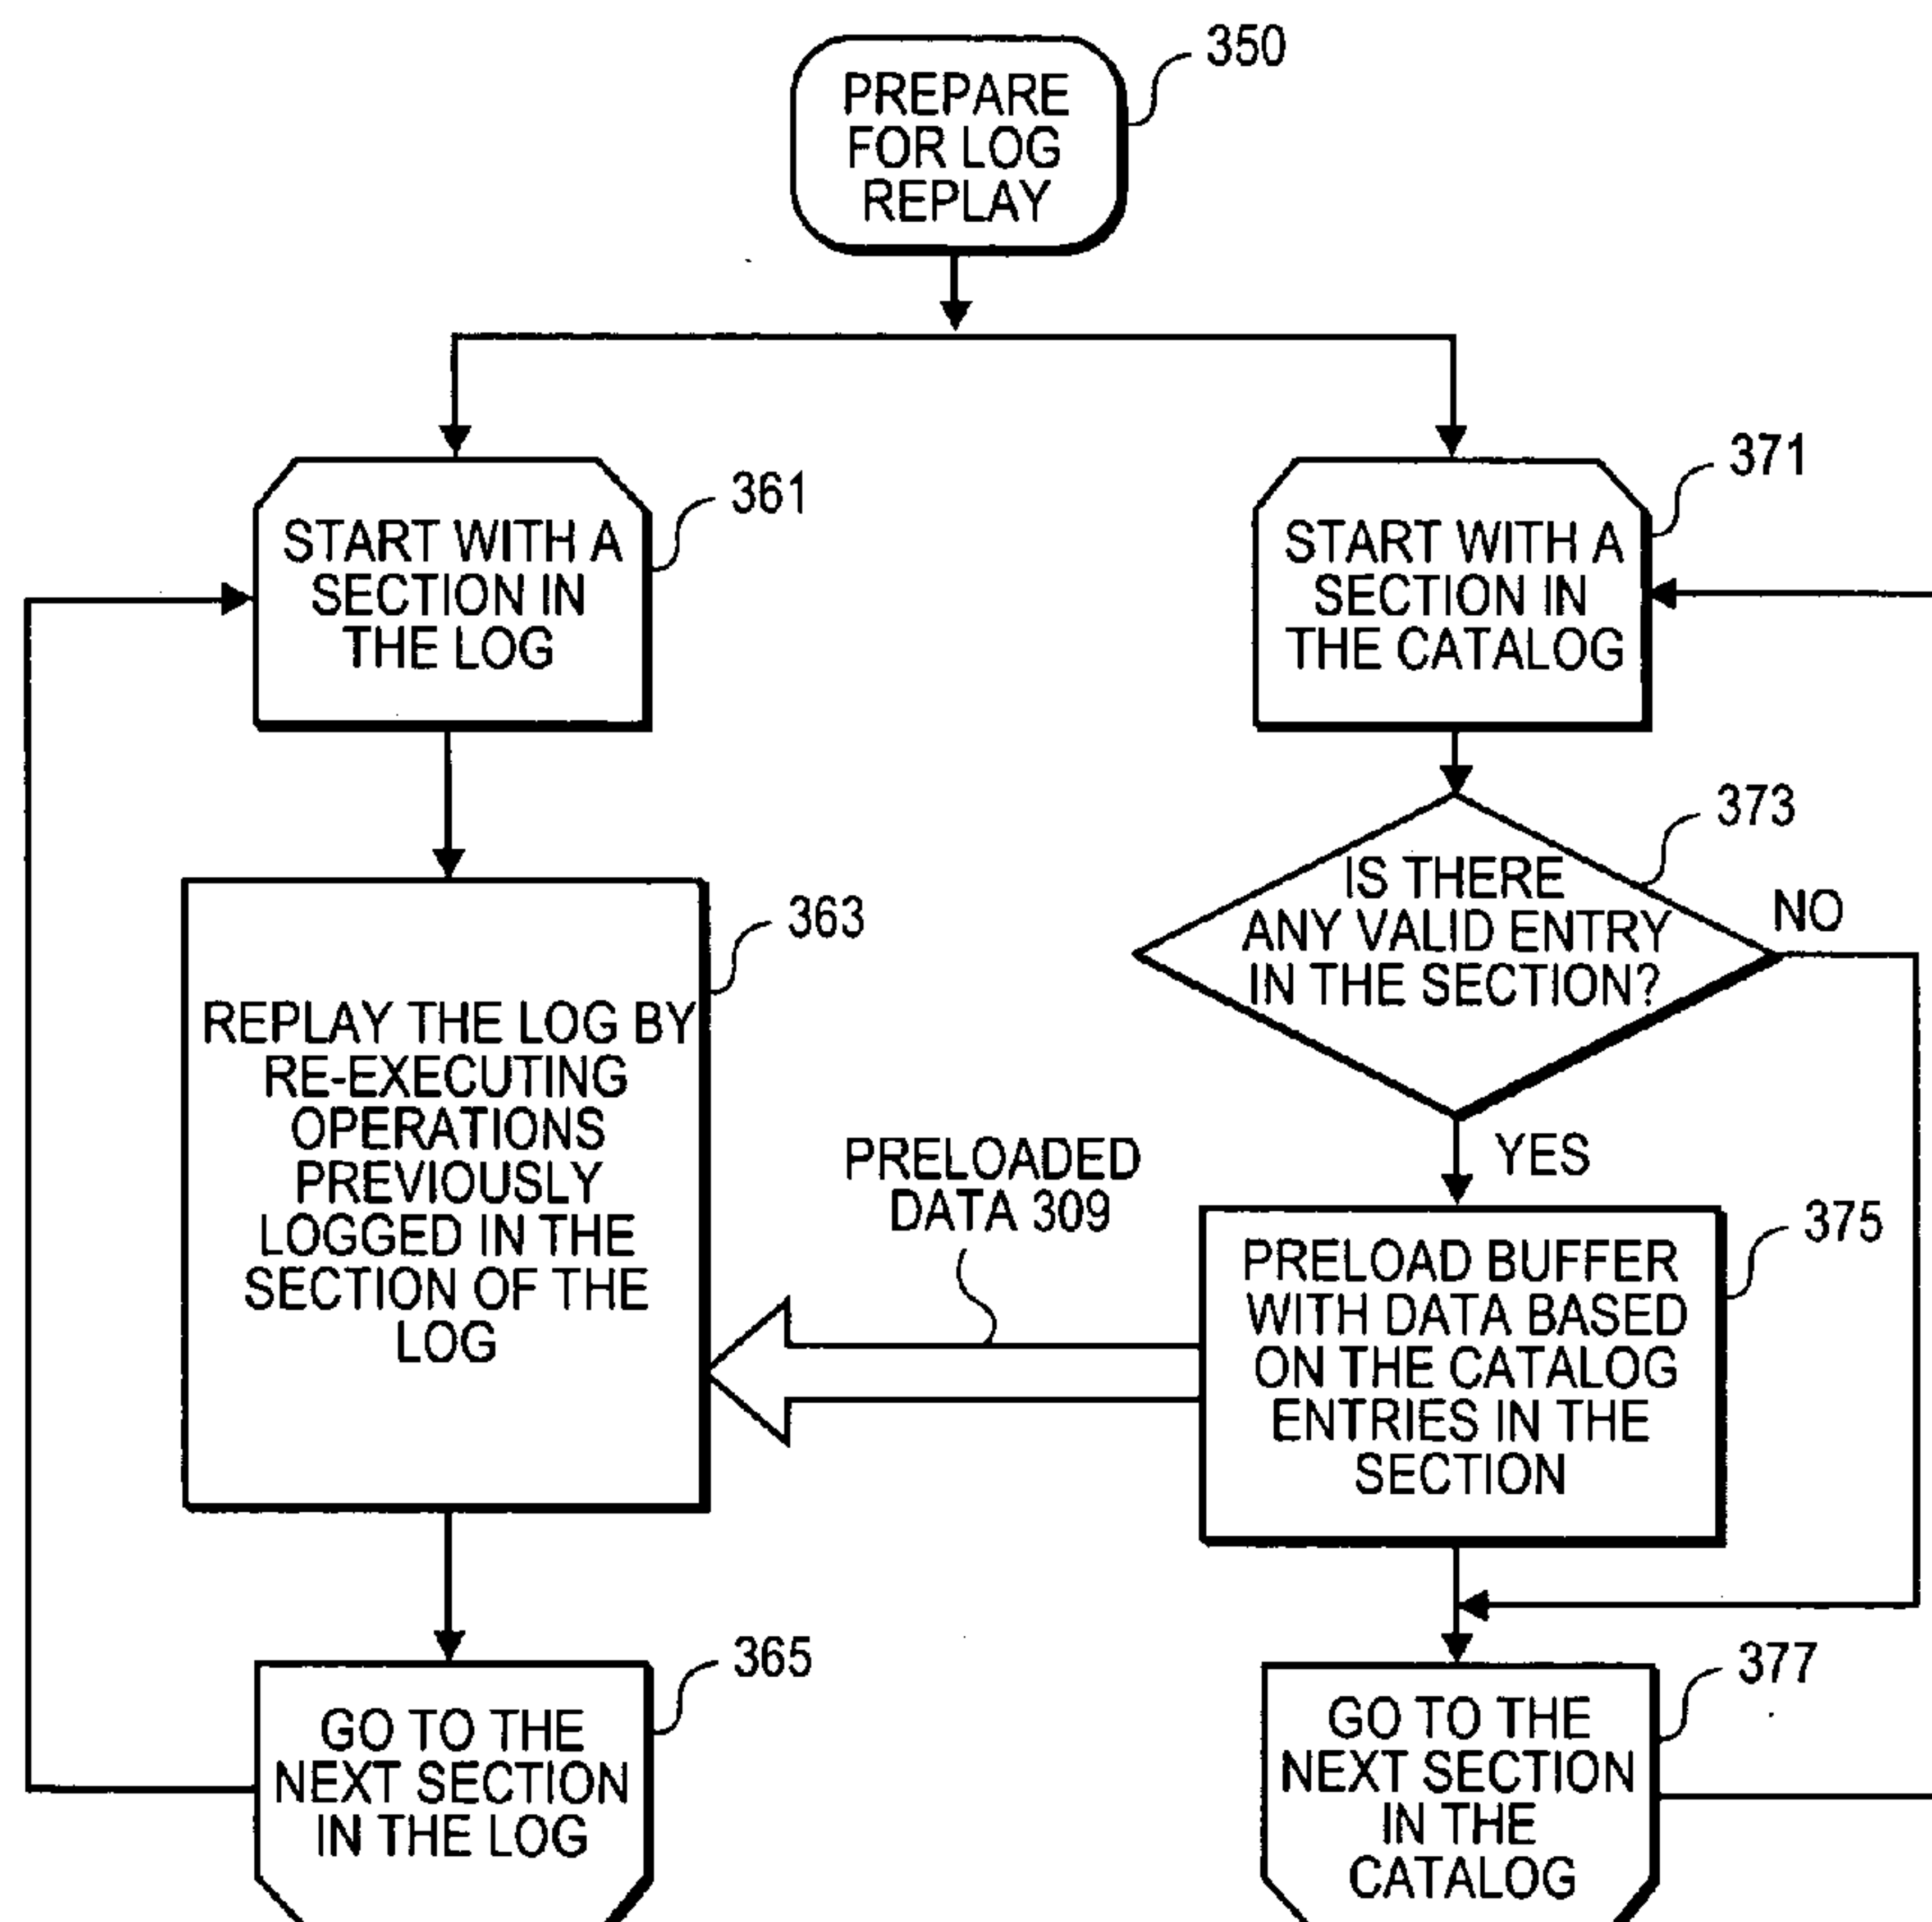 350
PREPARE
FOR LOG
REPLAY
361
START WITH A
SECTION IN
THE LOG
371
START WITH A
SECTION IN
THE CATALOG
373
IS THERE
ANY VALID ENTRY
IN THE SECTION?
NO
YES
363
REPLAY THE LOG BY
RE-EXECUTING
OPERATIONS
PREVIOUSLY
LOGGED IN THE
SECTION OF THE
LOG
PRELOADED
DATA 309
375
PRELOAD BUFFER
WITH DATA BASED
ON THE CATALOG
ENTRIES IN THE
SECTION
365
GO TO THE
NEXT SECTION
IN THE LOG
377
GO TO THE
NEXT SECTION
IN THE
CATALOG